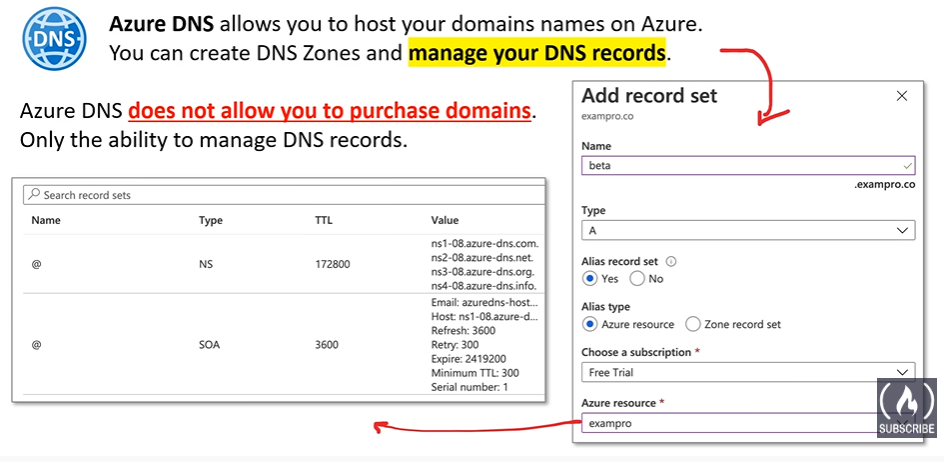 DNS
Azure DNS allows you to host your domains names on Azure.
You can create DNS Zones and manage your DNS records.
Azure DNS does not allow you to purchase domains.
Only the ability to manage DNS records.
Search record sets
Name Type TTL Value
@ NS 172800 ns1-08.azure-dns.com.
ns2-08.azure-dns.net.
ns3-08.azure-dns.org.
ns4-08.azure-dns.info.
@ SOA 3600 Email: azuredns-host...
Host: ns1-08.azure-d...
Refresh: 3600
Retry: 300
Expire: 2419200
Minimum TTL: 300
Serial number: 1
Add record set
exampro.co
Name
beta
.exampro.co
Type
A
Alias record set
Yes No
Alias type
Azure resource Zone record set
Choose a subscription *
Free Trial
Azure resource *
exampro
SUBSCRIBE